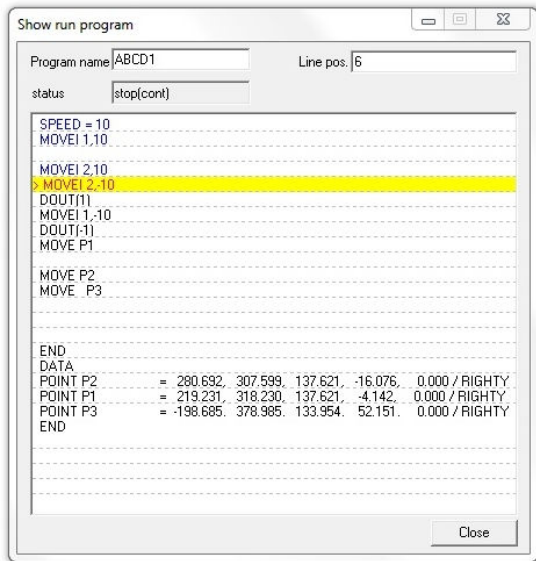 Show run program
Program name ABCD1 Line pos. 6
status stop(cont)
SPEED = 10
MOVEI 1,10
MOVEI 2,10
> MOVEI 2,-10
DOUT(1)
MOVEI 1,-10
DOUT(-1)
MOVE P1
MOVE P2
MOVE P3
END
DATA
POINT P2 = 280.692, 307.599, 137.621, -16.076, 0.000 / RIGHTY
POINT P1 = 219.231, 318.230, 137.621, -4.142, 0.000 / RIGHTY
POINT P3 = -198.685. 378.985. 133.954. 52.151. 0.000 / RIGHTY
END
Close